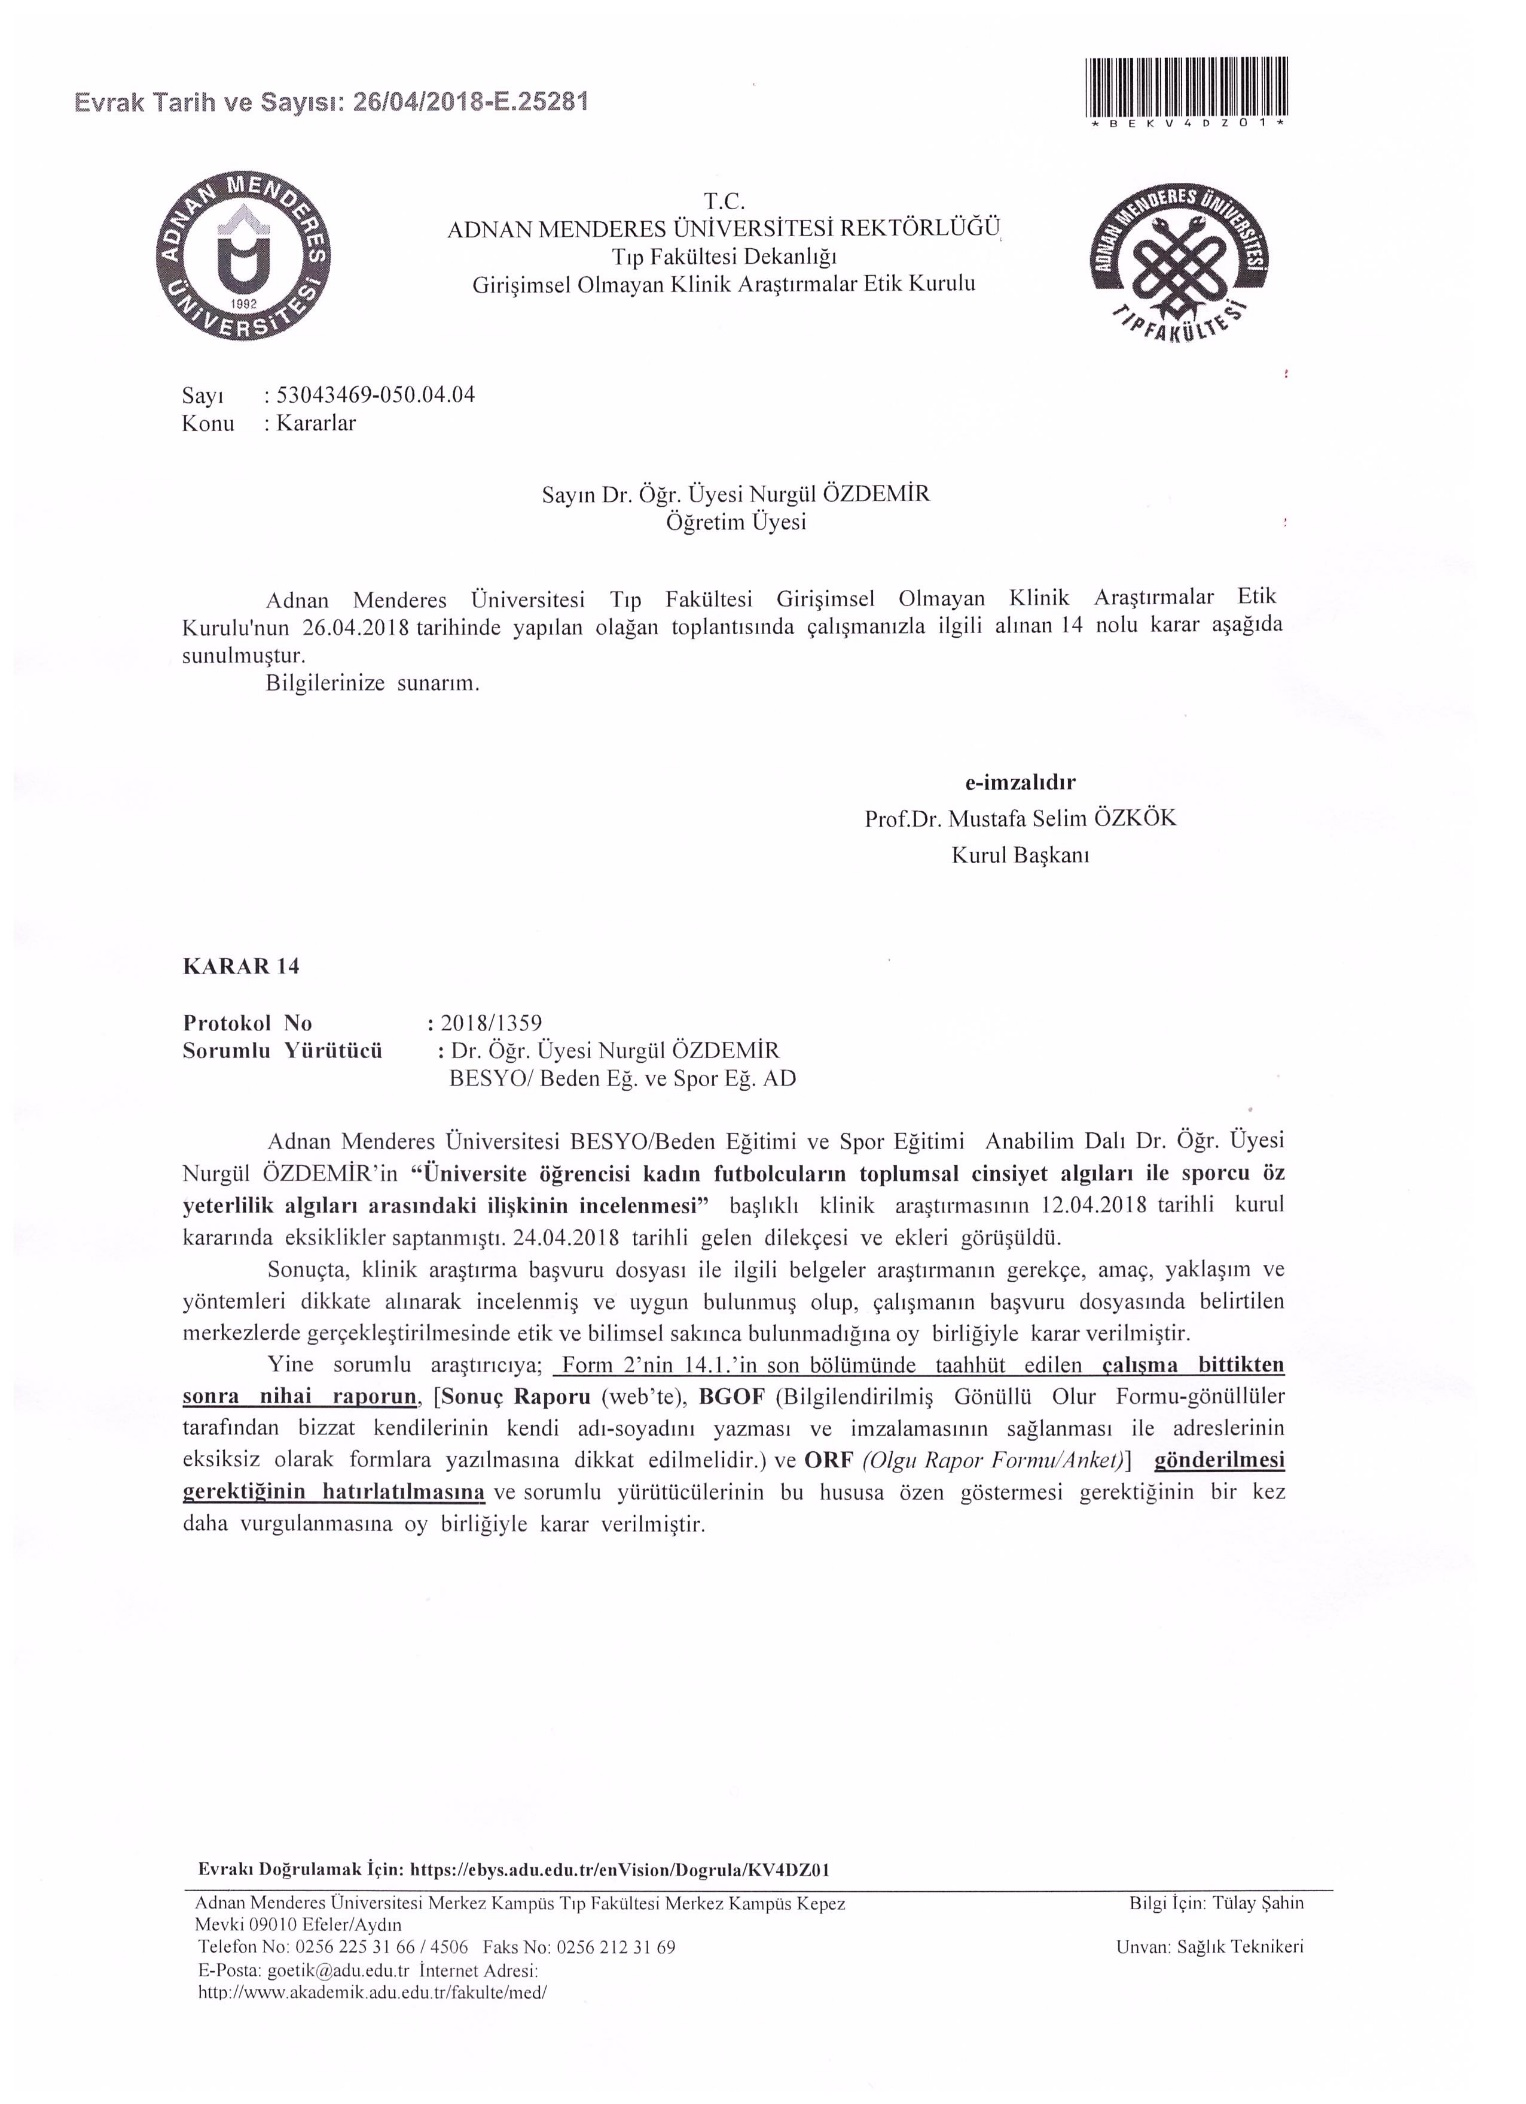 Evrak Tarih ve Sayısı: 26/04/2018-E.25281
*BEKV4DZ01*
ADNAN MENDERES ÜNİVERSİTESİ
1992
T.C.
ADNAN MENDERES ÜNİVERSİTESİ REKTÖRLÜĞÜ
Tıp Fakültesi Dekanlığı
Girişimsel Olmayan Klinik Araştırmalar Etik Kurulu
ADNAN MENDERES ÜNİVERSİTESİ
TIP FAKÜLTESİ
Sayı : 53043469-050.04.04
Konu : Kararlar
Sayın Dr. Öğr. Üyesi Nurgül ÖZDEMİR
Öğretim Üyesi
Adnan Menderes Üniversitesi Tıp Fakültesi Girişimsel Olmayan Klinik Araştırmalar Etik
Kurulu'nun 26.04.2018 tarihinde yapılan olağan toplantısında çalışmanızla ilgili alınan 14 nolu karar aşağıda
sunulmuştur.
Bilgilerinize sunarım.
e-imzalıdır
Prof.Dr. Mustafa Selim ÖZKÖK
Kurul Başkanı
KARAR 14
Protokol No : 2018/1359
Sorumlu Yürütücü : Dr. Öğr. Üyesi Nurgül ÖZDEMİR
BESYO/ Beden Eğ. ve Spor Eğ. AD
Adnan Menderes Üniversitesi BESYO/Beden Eğitimi ve Spor Eğitimi Anabilim Dalı Dr. Öğr. Üyesi
Nurgül ÖZDEMİR’in “Üniversite öğrencisi kadın futbolcuların toplumsal cinsiyet algıları ile sporcu öz
yeterlilik algıları arasındaki ilişkinin incelenmesi” başlıklı klinik araştırmasının 12.04.2018 tarihli kurul
kararında eksiklikler saptanmıştı. 24.04.2018 tarihli gelen dilekçesi ve ekleri görüşüldü.
Sonuçta, klinik araştırma başvuru dosyası ile ilgili belgeler araştırmanın gerekçe, amaç, yaklaşım ve
yöntemleri dikkate alınarak incelenmiş ve uygun bulunmuş olup, çalışmanın başvuru dosyasında belirtilen
merkezlerde gerçekleştirilmesinde etik ve bilimsel sakınca bulunmadığına oy birliğiyle karar verilmiştir.
Yine sorumlu araştırıcıya; Form 2’nin 14.1.’in son bölümünde taahhüt edilen çalışma bittikten
sonra nihai raporun, [Sonuç Raporu (web’te), BGOF (Bilgilendirilmiş Gönüllü Olur Formu-gönüllüler
tarafından bizzat kendilerinin kendi adı-soyadını yazması ve imzalamasının sağlanması ile adreslerinin
eksiksiz olarak formlara yazılmasına dikkat edilmelidir.) ve ORF (Olgu Rapor Formu/Anket)] gönderilmesi
gerektiğinin hatırlatılmasına ve sorumlu yürütücülerinin bu hususa özen göstermesi gerektiğinin bir kez
daha vurgulanmasına oy birliğiyle karar verilmiştir.
Evrakı Doğrulamak İçin: https://ebys.adu.edu.tr/enVision/Dogrula/KV4DZ01
Adnan Menderes Üniversitesi Merkez Kampüs Tıp Fakültesi Merkez Kampüs Kepez
Mevki 09010 Efeler/Aydın
Bilgi İçin: Tülay Şahin
Telefon No: 0256 225 31 66 / 4506 Faks No: 0256 212 31 69
Unvan: Sağlık Teknikeri
E-Posta: goetik@adu.edu.tr İnternet Adresi:
http://www.akademik.adu.edu.tr/fakulte/med/